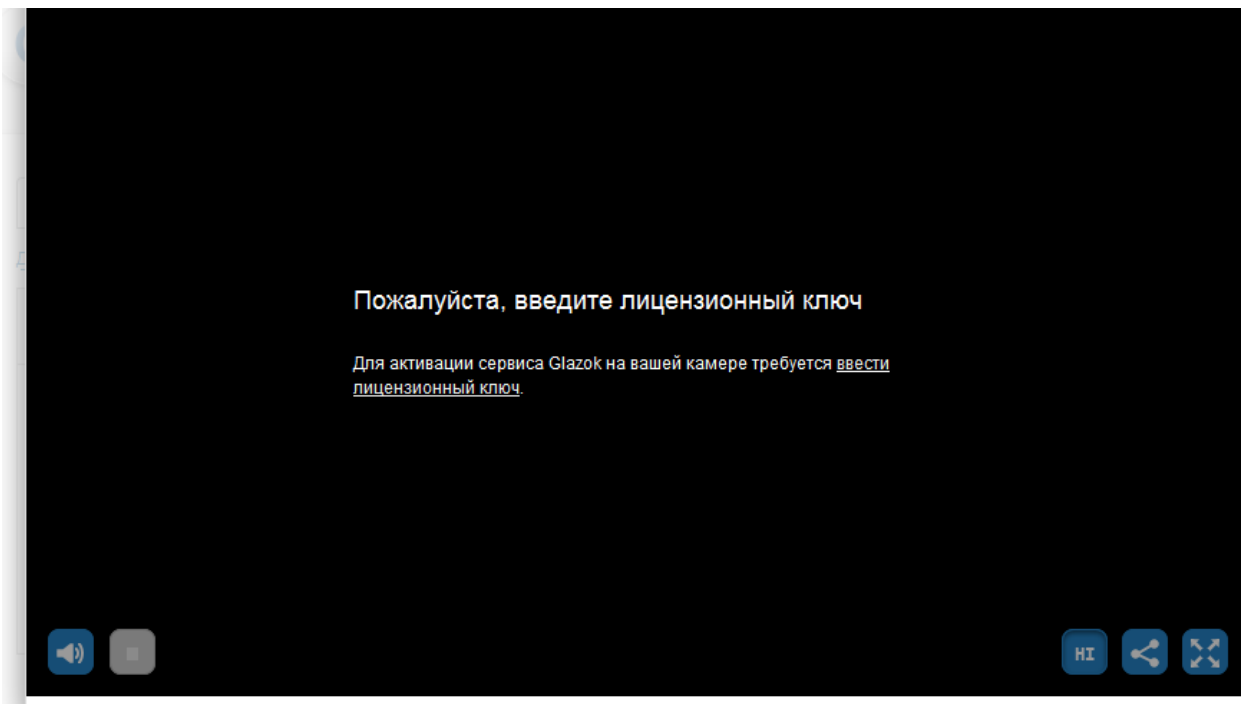 Пожалуйста, введите лицензионный ключ
Для активации сервиса Glazok на вашей камере требуется ввести
лицензионный ключ.
HI